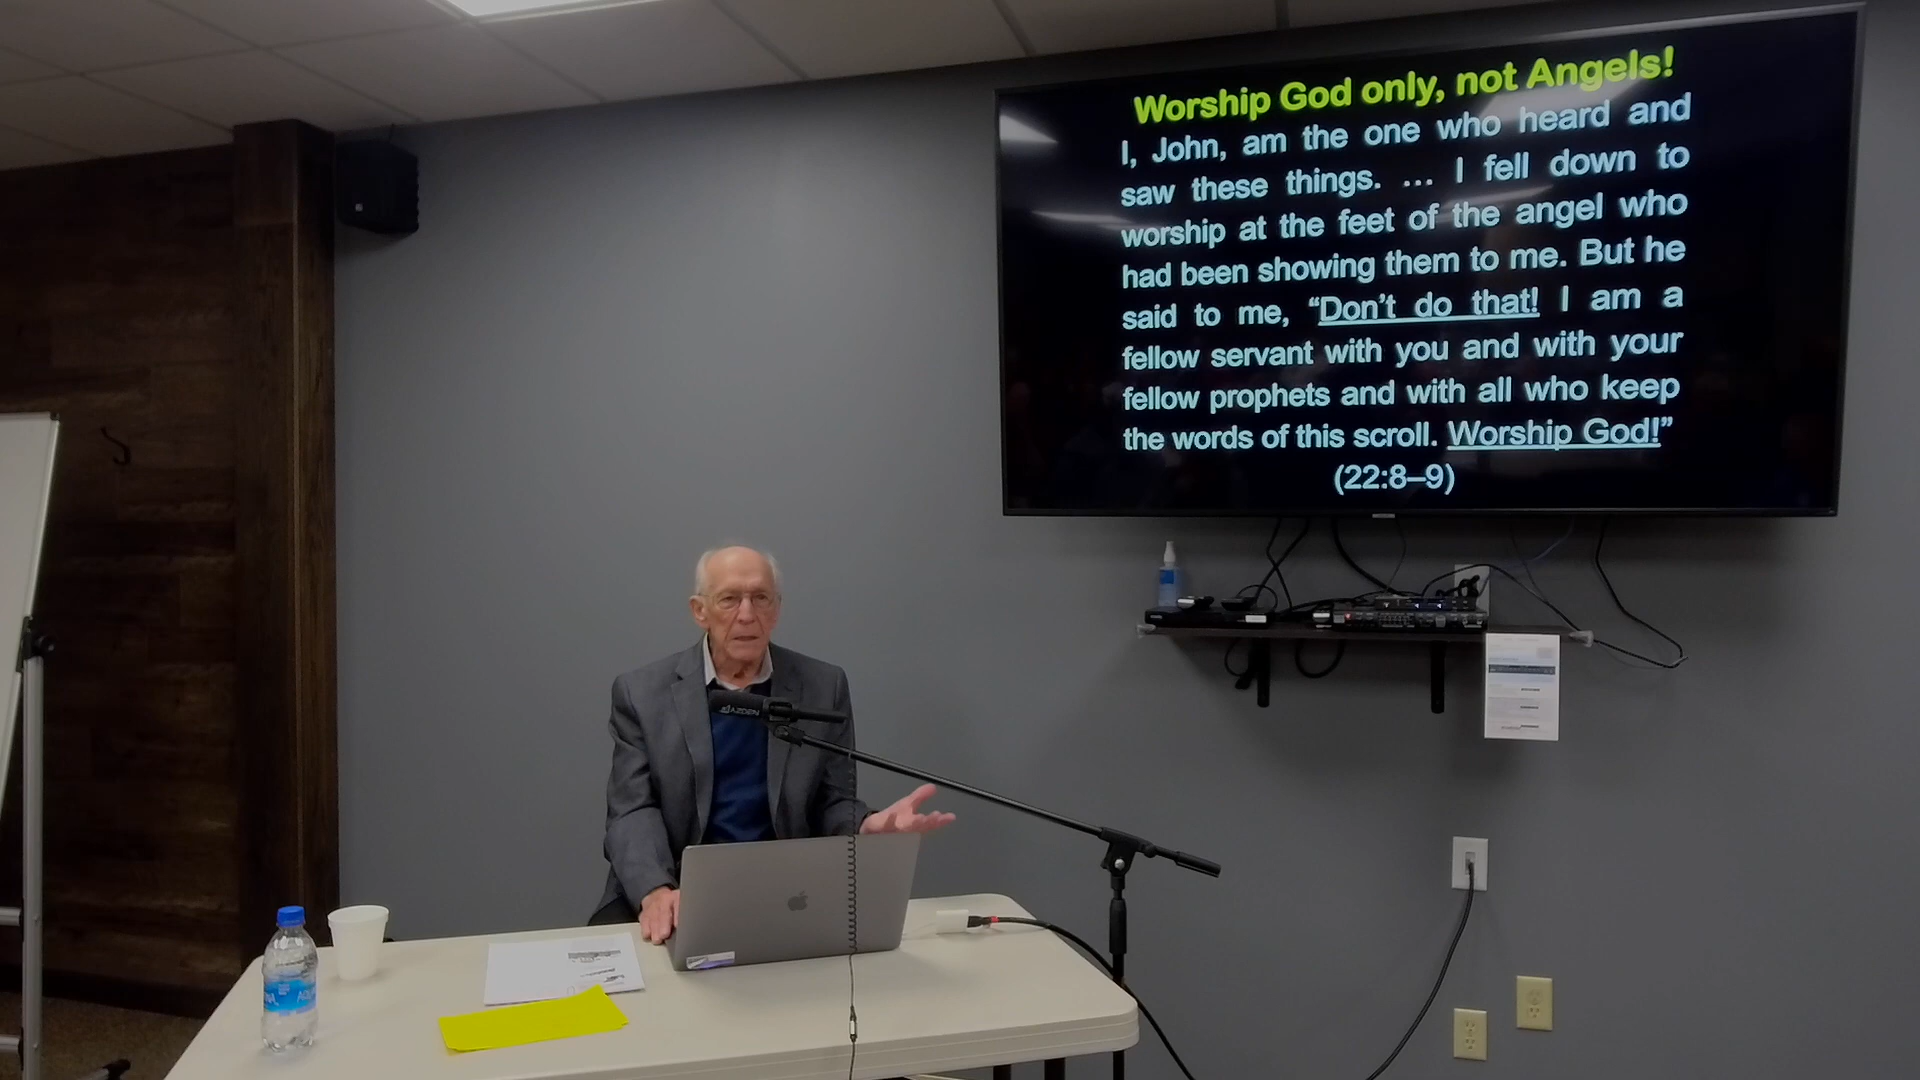 Worship God only, not Angels!
I, John, am the one who heard and
saw these things. … I fell down to
worship at the feet of the angel who
had been showing them to me. But he
said to me, “Don’t do that! I am a
fellow servant with you and with your
fellow prophets and with all who keep
the words of this scroll. Worship God!”
(22:8–9)
AZDEN